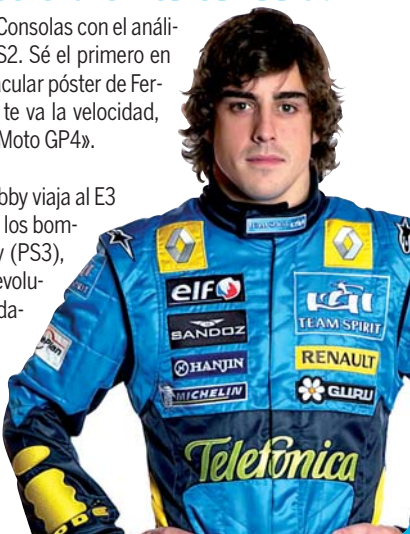 Consolas con el análi-
S2. Sé el primero en
acular póster de Fer-
te va la velocidad,
Moto GP4».
bby viaja al E3
los bom-
y (PS3),
evolu-
da-
elf
SANDOZ
HANJIN
MICHELIN
TEAM SPIRIT
RENAULT
GURU
Telefónica